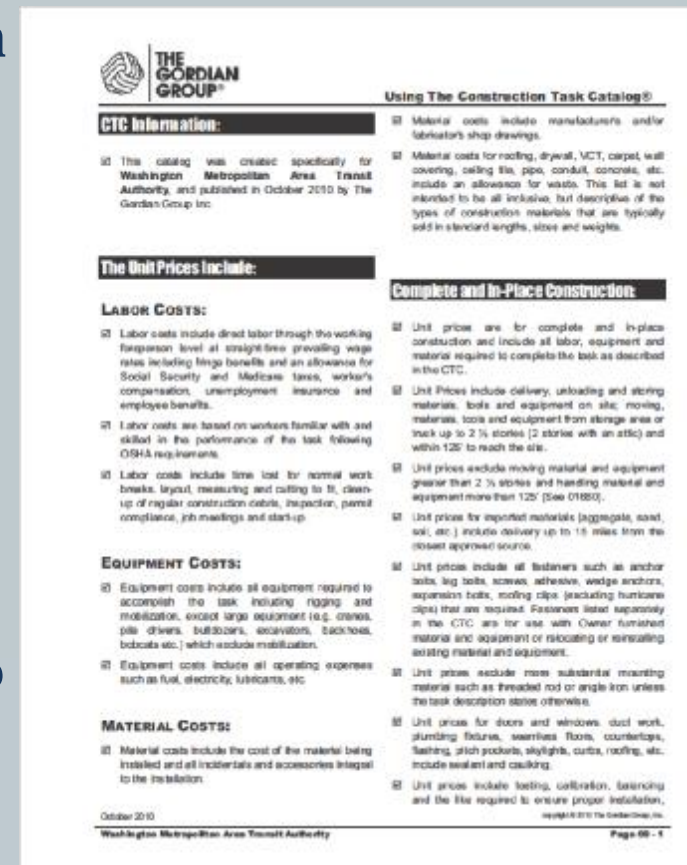 n
THE
GORDIAN
GROUP®
Using The Construction Task Catalog®
CTC Information:
☑ This catalog was created specifically for
Washington Metropolitan Area Transit
Authority, and published in October 2010 by The
Gordian Group Inc.
The Unit Prices Include:
LABOR COSTS:
☑ Labor costs include direct labor through the working
foreperson level at straight-time prevailing wage
rates including fringe benefits and an allowance for
Social Security and Medicare taxes, worker's
compensation, unemployment insurance and
employee benefits.
☑ Labor costs are based on workers familiar with and
skilled in the performance of the task following
OSHA requirements.
☑ Labor costs include time lost for normal work
breaks, layout, measuring and cutting to fit, clean-
up of regular construction debris, inspection, permit
compliance, job meetings and start-up
EQUIPMENT COSTS:
☑ Equipment costs include all equipment required to
accomplish the task including rigging and
mobilization, except large equipment (e.g. cranes,
pile drivers, bulldozers, excavators, backhoes,
bobcats etc.) which exclude mobilization.
☑ Equipment costs include all operating expenses
such as fuel, electricity, lubricants, etc
MATERIAL COSTS:
☑ Material costs include the cost of the material being
installed and all incidentals and accessories integral
to the installation.
☑ Material costs include manufacturer's and/or
fabricator's shop drawings.
☑ Material costs for roofing, drywall, VCT, carpet, wall
covering, ceiling tile, pipe, conduit, concrete, etc.
include an allowance for waste. This list is not
intended to be all inclusive, but descriptive of the
types of construction materials that are typically
sold in standard lengths, sizes and weights.
Complete and In-Place Construction:
☑ Unit prices are for complete and in-place
construction and include all labor, equipment and
material required to complete the task as described
in the CTC.
☑ Unit Prices include delivery, unloading and storing
materials, tools and equipment on site; moving,
materials, tools and equipment from storage area or
truck up to 2 ½ stories (2 stories with an attic) and
within 125' to reach the site.
☑ Unit prices exclude moving material and equipment
greater than 2 ½ stories and handling material and
equipment more than 125' (See 01660).
☑ Unit prices for imported materials (aggregate, sand,
soil, etc.) include delivery up to 15 miles from the
closest approved source.
☑ Unit prices include all fasteners such as anchor
bolts, lag bolts, screws, adhesive, wedge anchors,
expansion bolts, roofing clips (excluding hurricane
clips) that are required. Fasteners listed separately
in the CTC are for use with Owner furnished
material and equipment or relocating or reinstalling
existing material and equipment.
☑ Unit prices exclude more substantial mounting
material such as threaded rod or angle iron unless
the task description states otherwise.
☑ Unit prices for doors and windows, duct work,
plumbing fixtures, seamless floors, countertops,
flashing, pitch pockets, skylights, curbs, roofing, etc.
include sealant and caulking.
☑ Unit prices include testing, calibration, balancing
and the like required to ensure proper installation,
October 2010
copyright © 2010 The Gordian Group, Inc.
Washington Metropolitan Area Transit Authority
Page 00 - 1